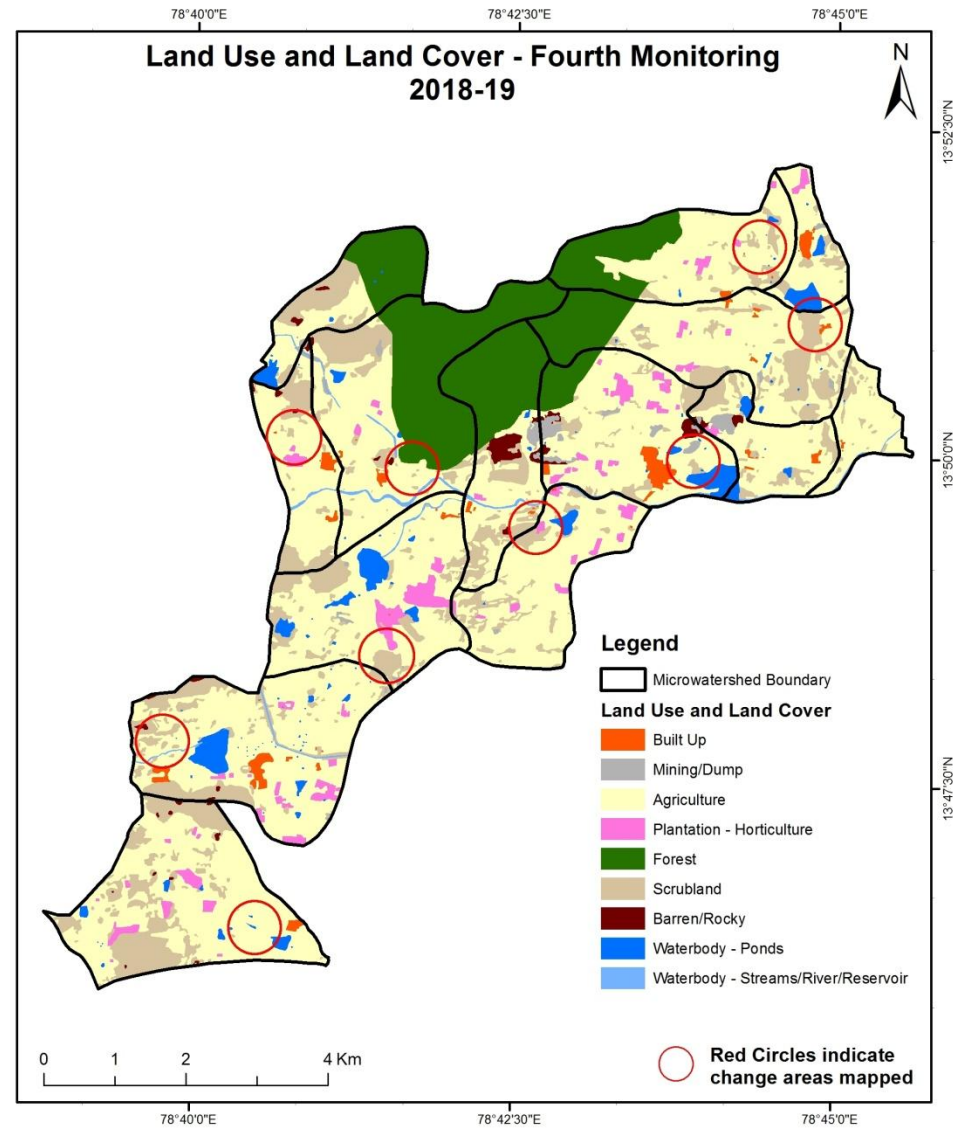 78°40'0"E
78°42'30"E
78°45'0"E
Land Use and Land Cover - Fourth Monitoring
2018-19
N
13°52'30"N
13°50'0"N
13°47'30"N
Legend
Microwatershed Boundary
Land Use and Land Cover
Built Up
Mining/Dump
Agriculture
Plantation - Horticulture
Forest
Scrubland
Barren/Rocky
Waterbody - Ponds
Waterbody - Streams/River/Reservoir
0 1 2 4 Km
Red Circles indicate
change areas mapped
78°40'0"E
78°42'30"E
78°45'0"E